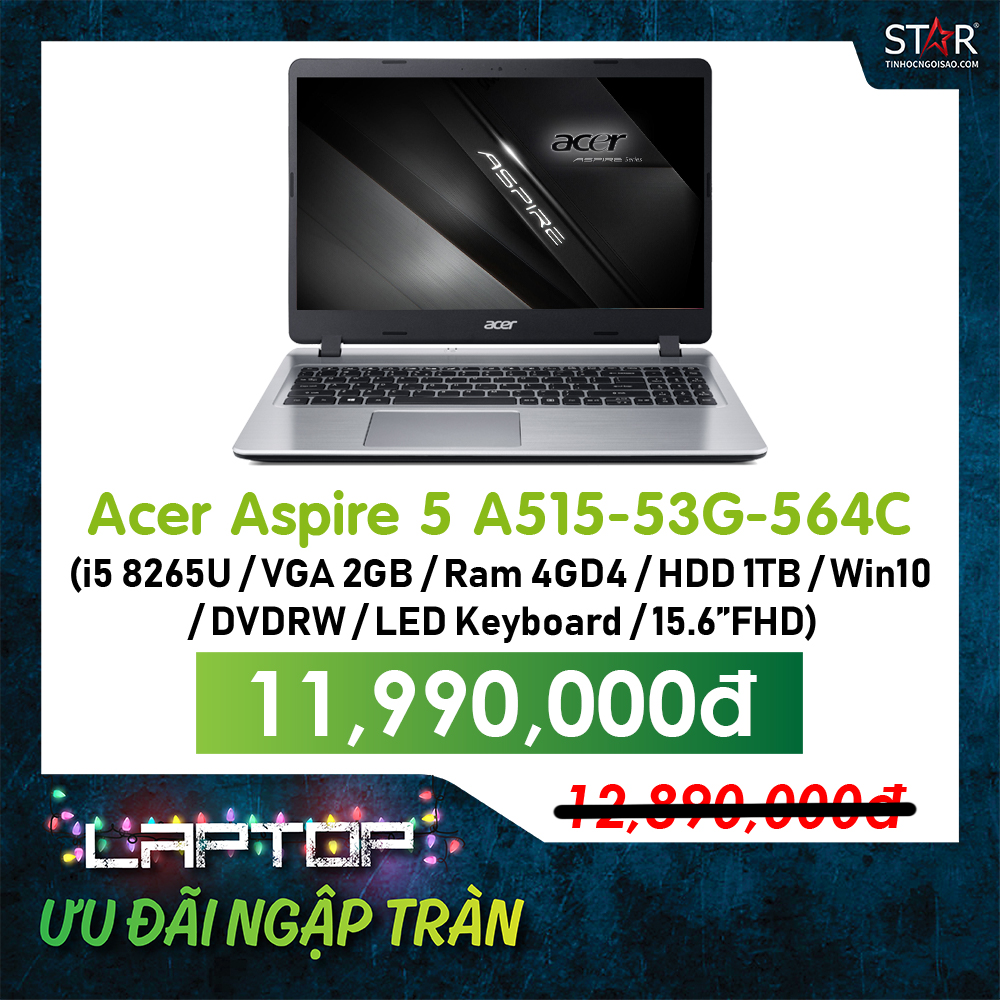 STAR
TINHOCNGOISAO.COM
acer
ASPIRE Series
ASPIRE
acer
Acer Aspire 5 A515-53G-564C
(i5 8265U / VGA 2GB / Ram 4GD4 / HDD 1TB / Win10
/ DVDRW / LED Keyboard / 15.6”FHD)
11,990,000đ
12,890,000đ
LAPTOP
ƯU ĐÃI NGẬP TRÀN